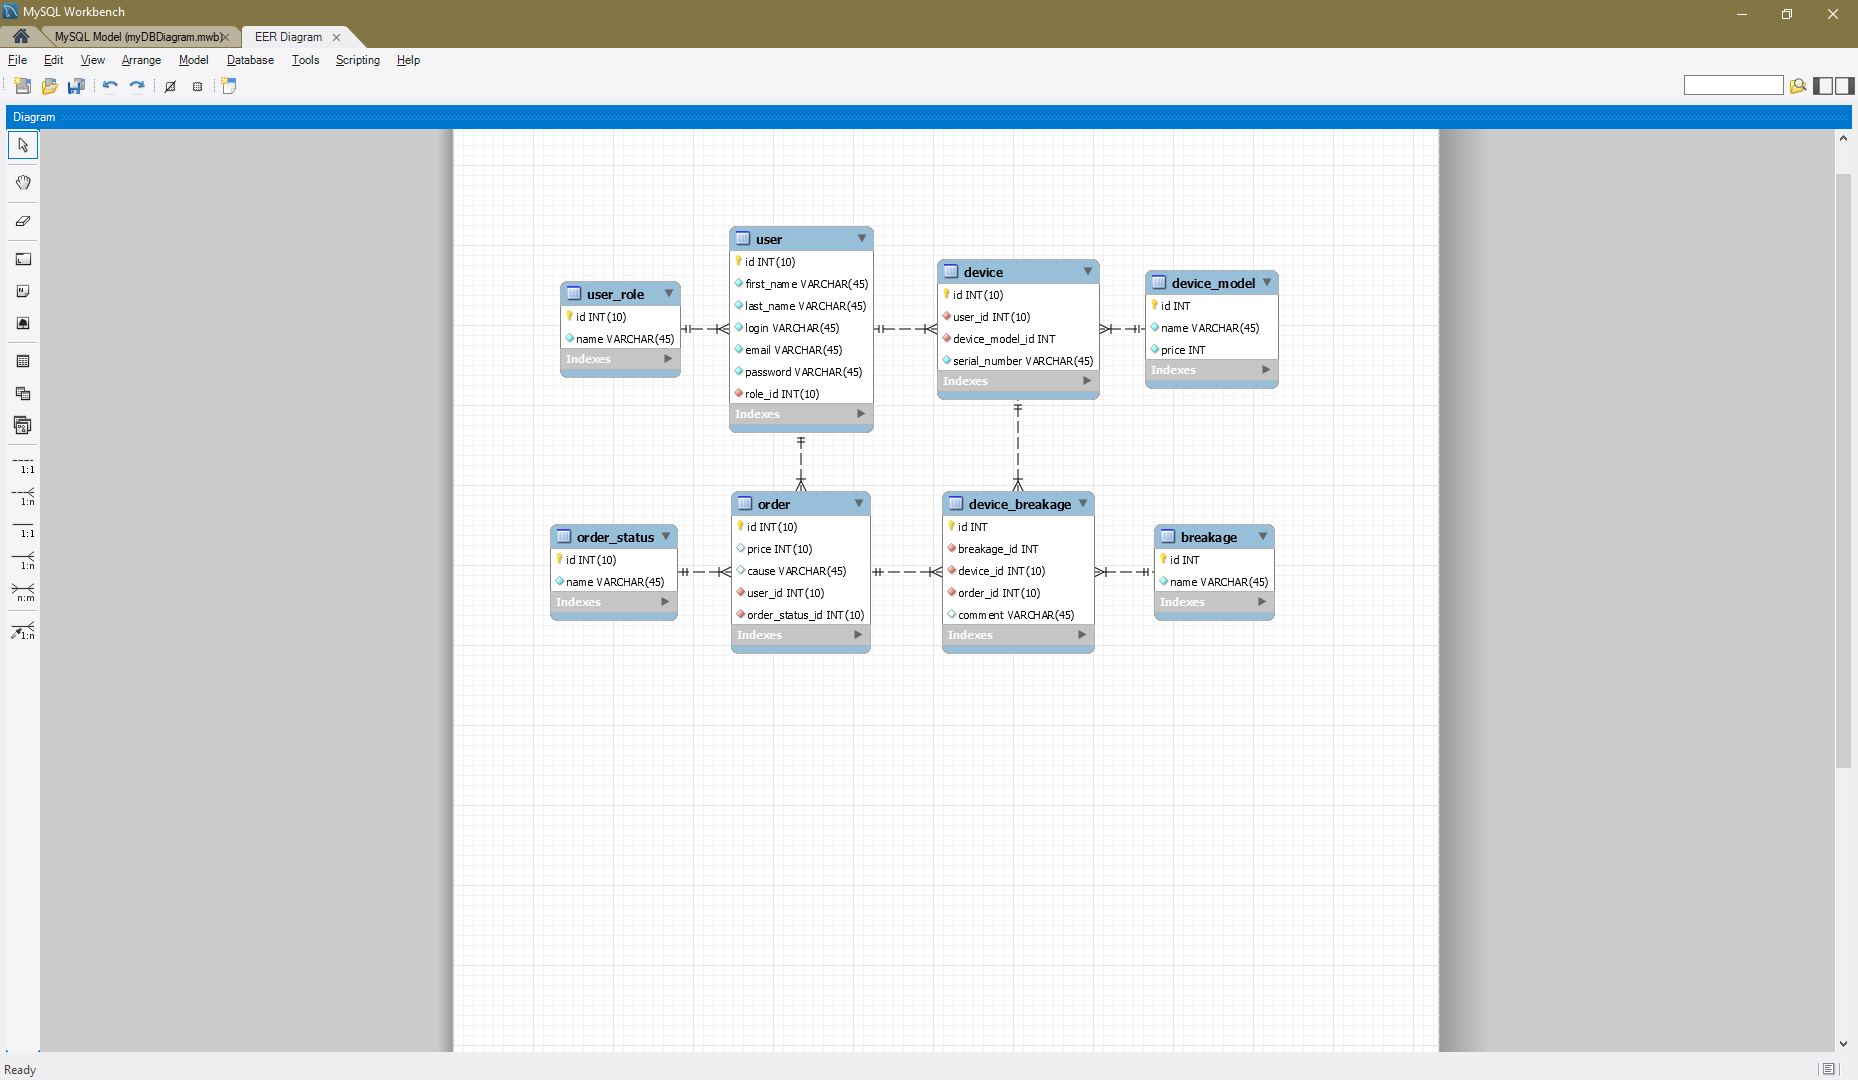 MySQL Workbench
MySQL Model (myDBDiagram.mwb)
EER Diagram
File Edit View Arrange Model Database Tools Scripting Help
Diagram
user
id INT(10)
first_name VARCHAR(45)
last_name VARCHAR(45)
login VARCHAR(45)
email VARCHAR(45)
password VARCHAR(45)
role_id INT(10)
Indexes
user_role
id INT(10)
name VARCHAR(45)
Indexes
device
id INT(10)
user_id INT(10)
device_model_id INT
serial_number VARCHAR(45)
Indexes
device_model
id INT
name VARCHAR(45)
price INT
Indexes
order_status
id INT(10)
name VARCHAR(45)
Indexes
order
id INT(10)
price INT(10)
cause VARCHAR(45)
user_id INT(10)
order_status_id INT(10)
Indexes
device_breakage
id INT
breakage_id INT
device_id INT(10)
order_id INT(10)
comment VARCHAR(45)
Indexes
breakage
id INT
name VARCHAR(45)
Indexes
1:1
1:n
1:1
1:n
n:m
1:n
Ready